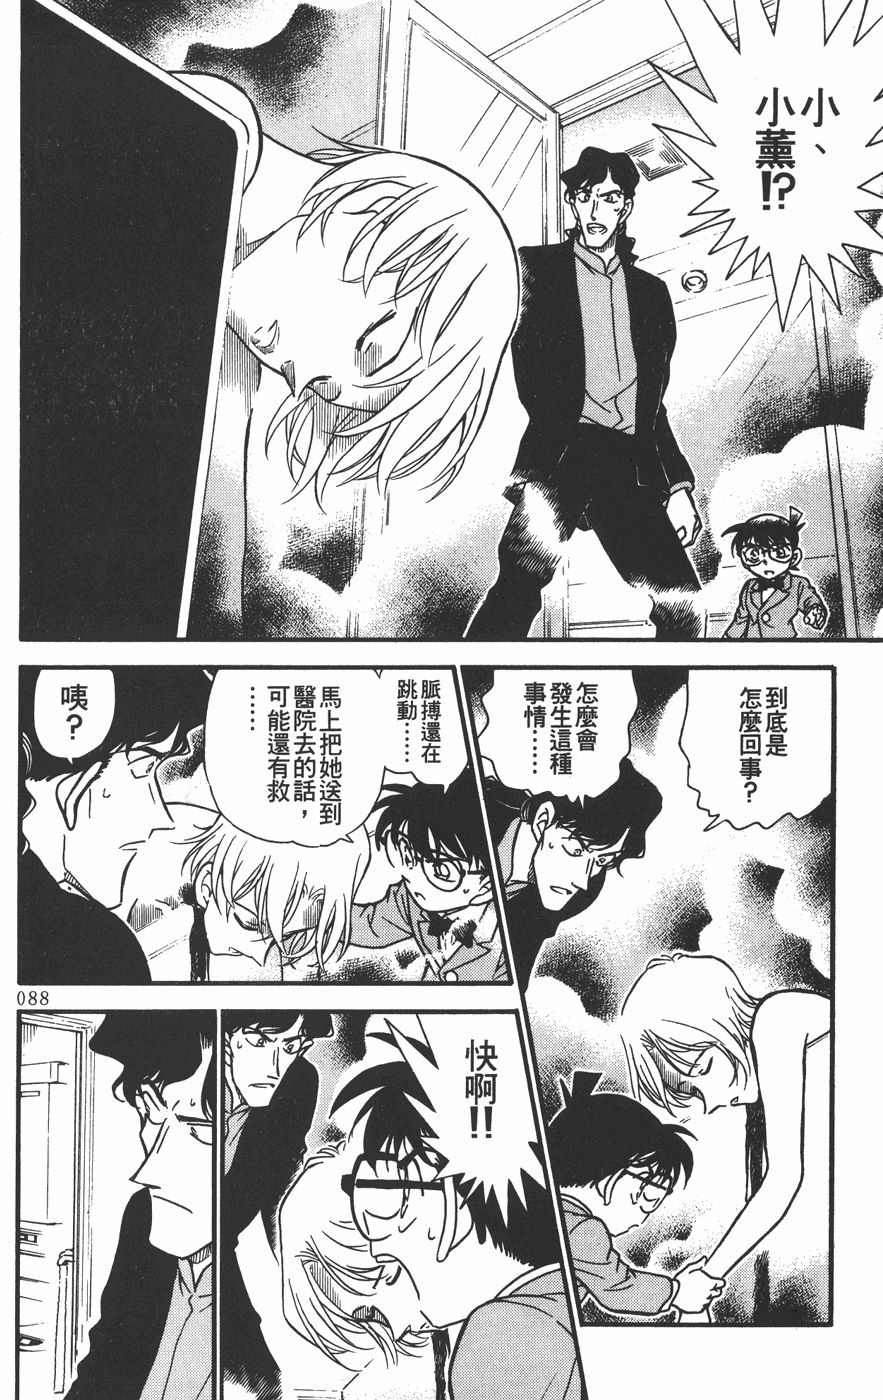 小、
小薰!?
到底是
怎麼回事?
怎麼會
發生這種
事情……
脈搏還在
跳動……
馬上把她送到
醫院去的話，
可能還有救
……
咦?
快啊!!
088